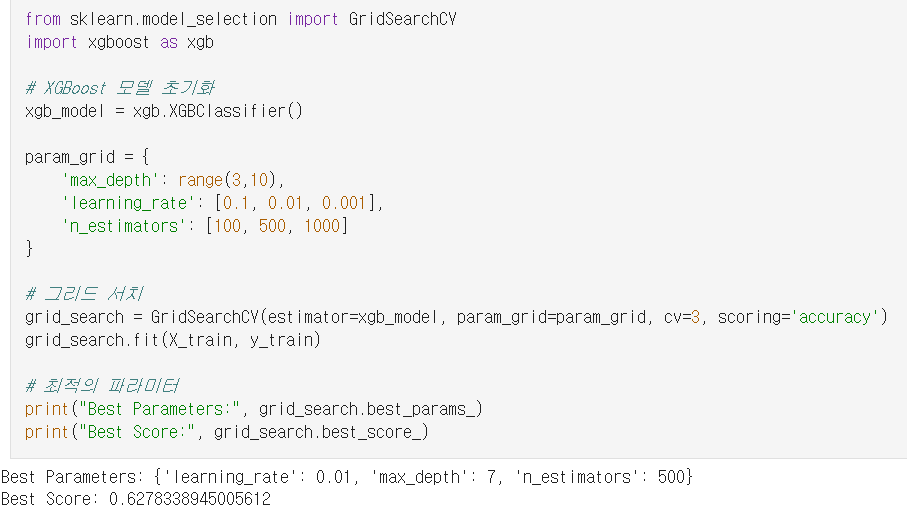 from sklearn.model_selection import GridSearchCV
import xgboost as xgb
# XGBoost 모델 초기화
xgb_model = xgb.XGBClassifier()
param_grid = {
    'max_depth': range(3,10),
    'learning_rate': [0.1, 0.01, 0.001],
    'n_estimators': [100, 500, 1000]
}
# 그리드 서치
grid_search = GridSearchCV(estimator=xgb_model, param_grid=param_grid, cv=3, scoring='accuracy')
grid_search.fit(X_train, y_train)
# 최적의 파라미터
print("Best Parameters:", grid_search.best_params_)
print("Best Score:", grid_search.best_score_)
Best Parameters: {'learning_rate': 0.01, 'max_depth': 7, 'n_estimators': 500}
Best Score: 0.6278338945005612